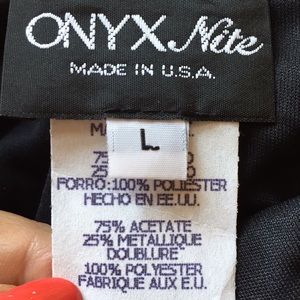 ONYX Nite
MADE IN U.S.A.
L
FORRO:100% POLIESTER
HECHO EN EE.UU.
75% ACETATE
25% METALLIQUE
DOUBLURE
100% POLYESTER
FABRIQUE AUX E.U.